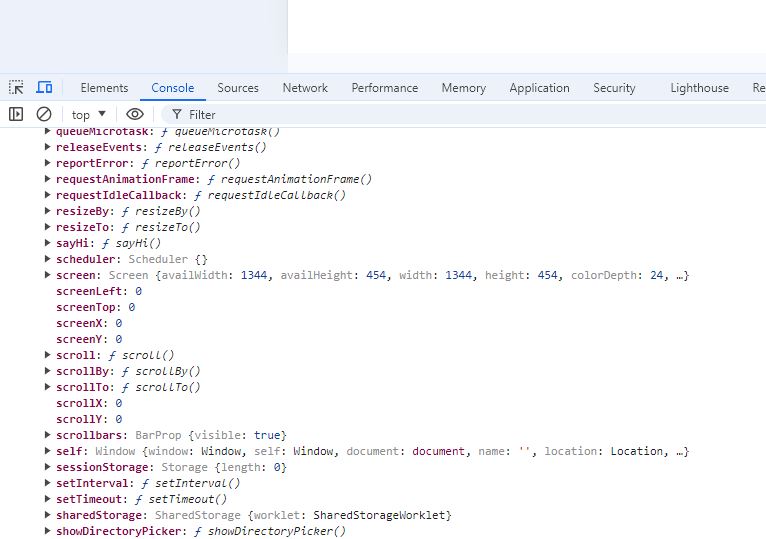 Elements Console Sources Network Performance Memory Application Security Lighthouse Re
top Filter
queueMicrotask: ƒ queueMicrotask()
releaseEvents: ƒ releaseEvents()
reportError: ƒ reportError()
requestAnimationFrame: ƒ requestAnimationFrame()
requestIdleCallback: ƒ requestIdleCallback()
resizeBy: ƒ resizeBy()
resizeTo: ƒ resizeTo()
sayHi: ƒ sayHi()
scheduler: Scheduler {}
screen: Screen {availWidth: 1344, availHeight: 454, width: 1344, height: 454, colorDepth: 24, …}
screenLeft: 0
screenTop: 0
screenX: 0
screenY: 0
scroll: ƒ scroll()
scrollBy: ƒ scrollBy()
scrollTo: ƒ scrollTo()
scrollX: 0
scrollY: 0
scrollbars: BarProp {visible: true}
self: Window {window: Window, self: Window, document: document, name: '', location: Location, …}
sessionStorage: Storage {length: 0}
setInterval: ƒ setInterval()
setTimeout: ƒ setTimeout()
sharedStorage: SharedStorage {worklet: SharedStorageWorklet}
showDirectoryPicker: ƒ showDirectoryPicker()